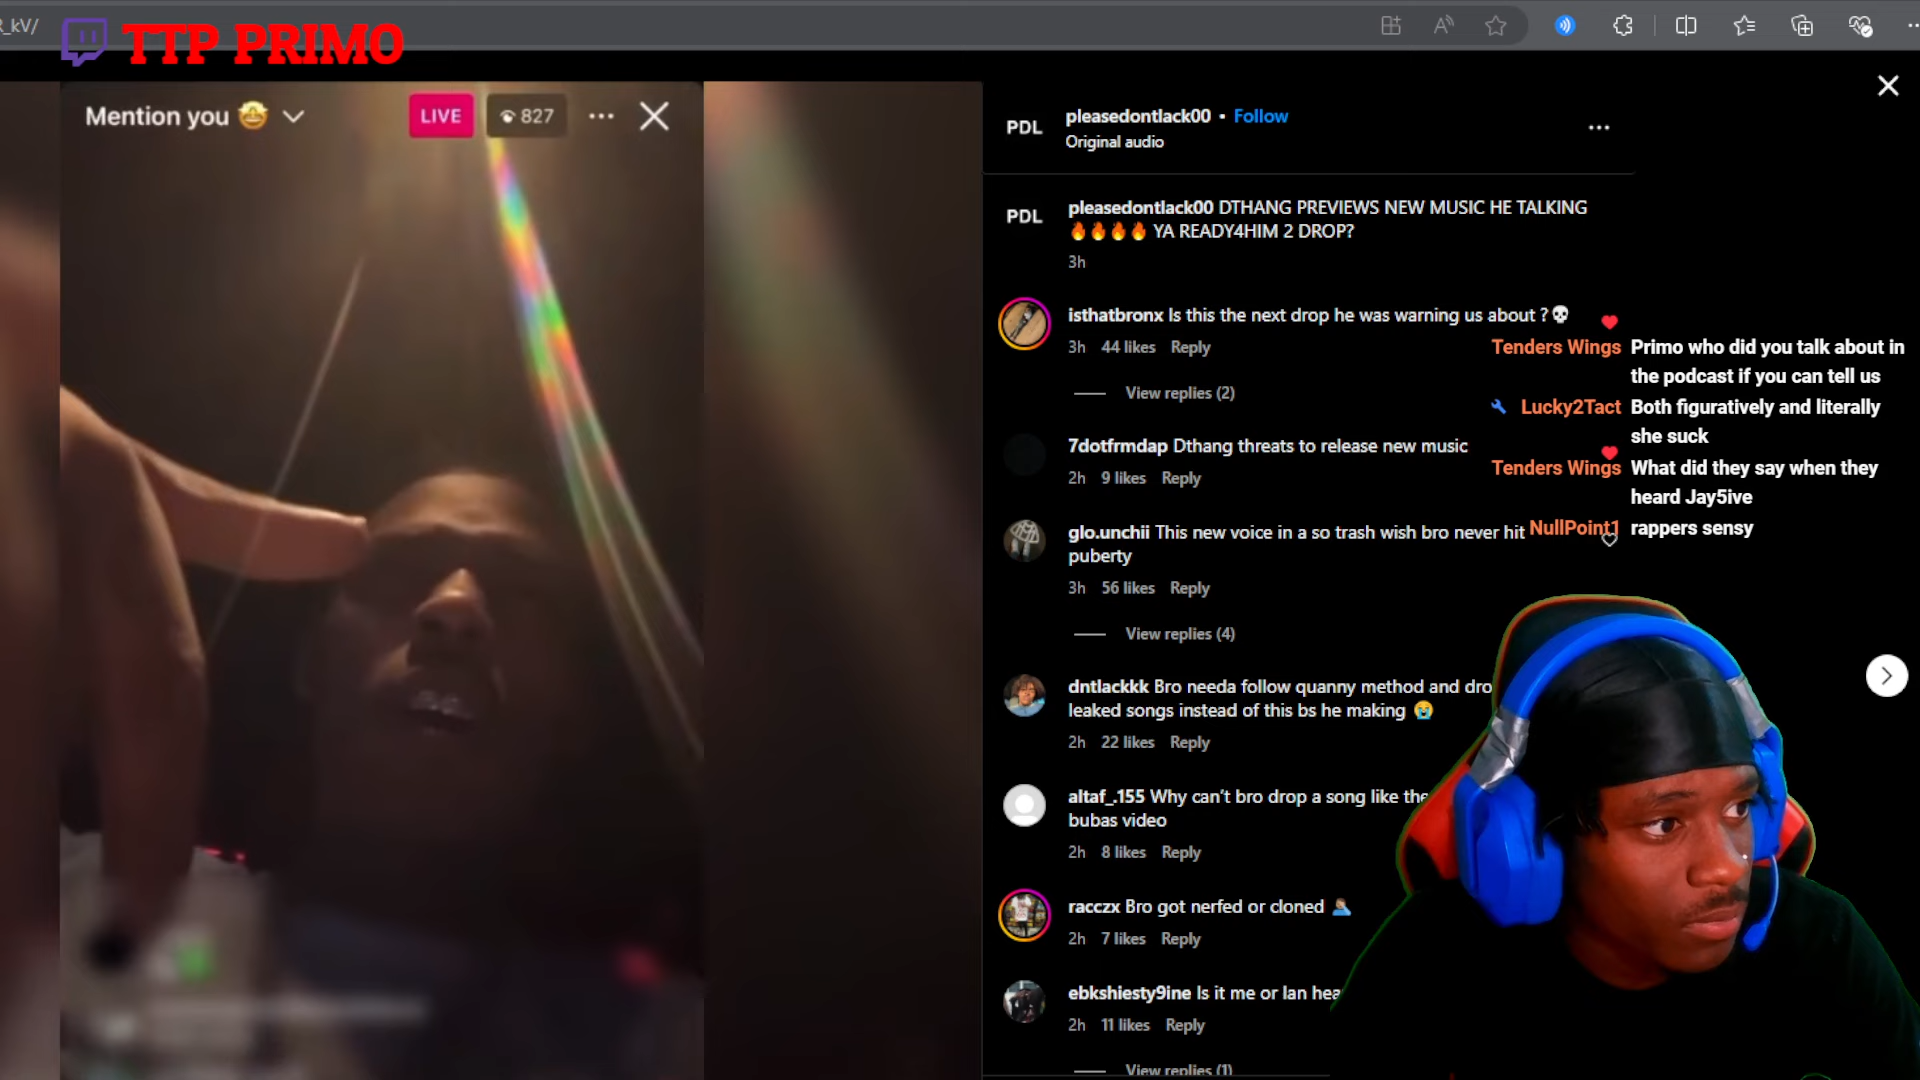 R_kV/
TTP PRIMO
Mention you
LIVE
827
PDL
pleasedontlack00 • Follow
Original audio
PDL
pleasedontlack00 DTHANG PREVIEWS NEW MUSIC HE TALKING
YA READY4HIM 2 DROP?
3h
isthatbronx Is this the next drop he was warning us about ?
3h 44 likes Reply
View replies (2)
7dotfrmdap Dthang threats to release new music
2h 9 likes Reply
glo.unchii This new voice in a so trash wish bro never hit
puberty
3h 56 likes Reply
View replies (4)
dntlackkk Bro needa follow quanny method and dro
leaked songs instead of this bs he making
2h 22 likes Reply
altaf_.155 Why can't bro drop a song like the
bubas video
2h 8 likes Reply
racczx Bro got nerfed or cloned
2h 7 likes Reply
ebkshiesty9ine Is it me or Ian hea
2h 11 likes Reply
View replies (1)
Tenders Wings Primo who did you talk about in
the podcast if you can tell us
Lucky2Tact Both figuratively and literally
she suck
Tenders Wings What did they say when they
heard Jay5ive
NullPoint1 rappers sensy